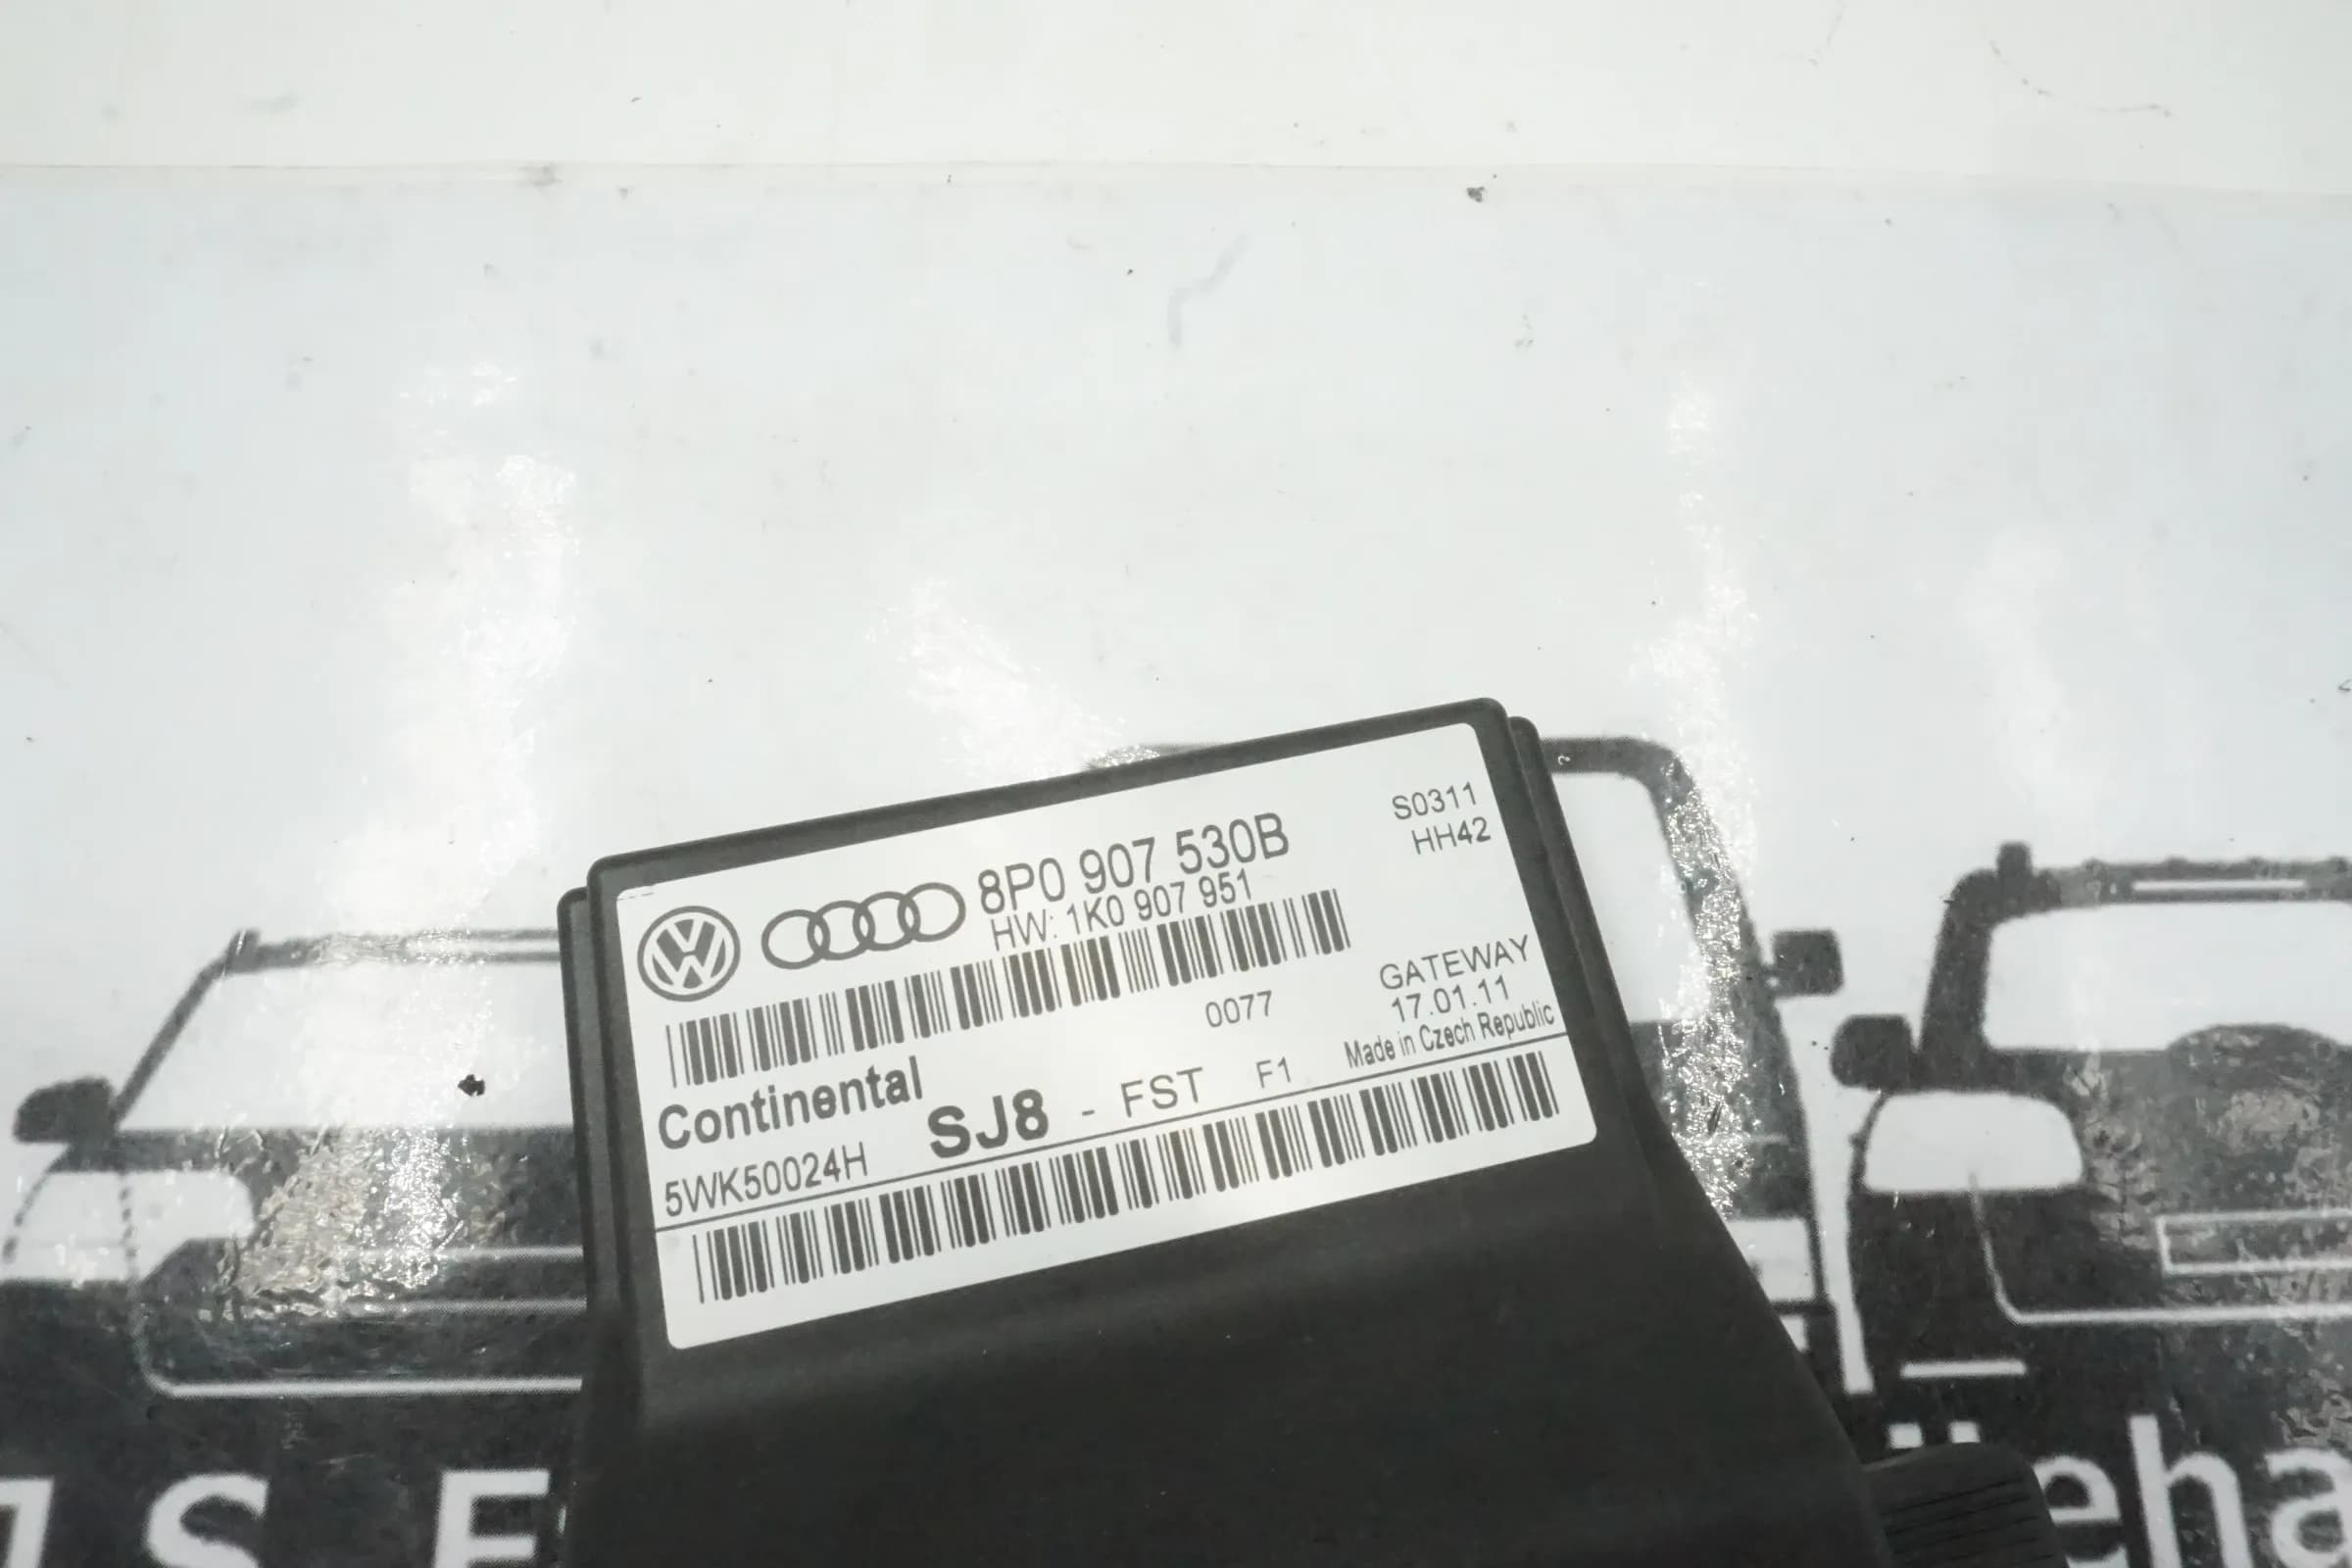 8P0 907 530B
HW: 1K0 907 951
S0311
HH42
GATEWAY
17.01.11
Made in Czech Republic
0077
Continental
5WK50024H
SJ8 - FST F1